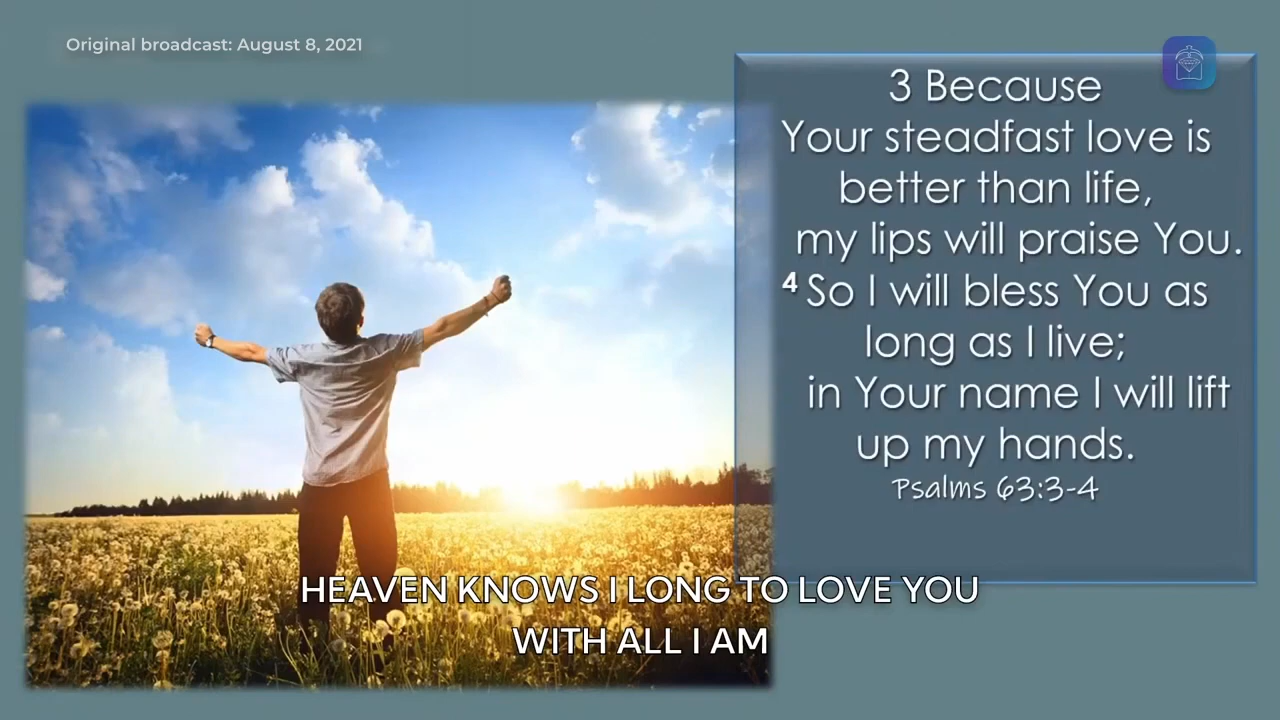 Original broadcast: August 8, 2021
3 Because
Your steadfast love is
better than life,
my lips will praise You.
4 So I will bless You as
long as I live;
in Your name I will lift
up my hands.
Psalms 63:3-4
HEAVEN KNOWS I LONG TO LOVE YOU
WITH ALL I AM